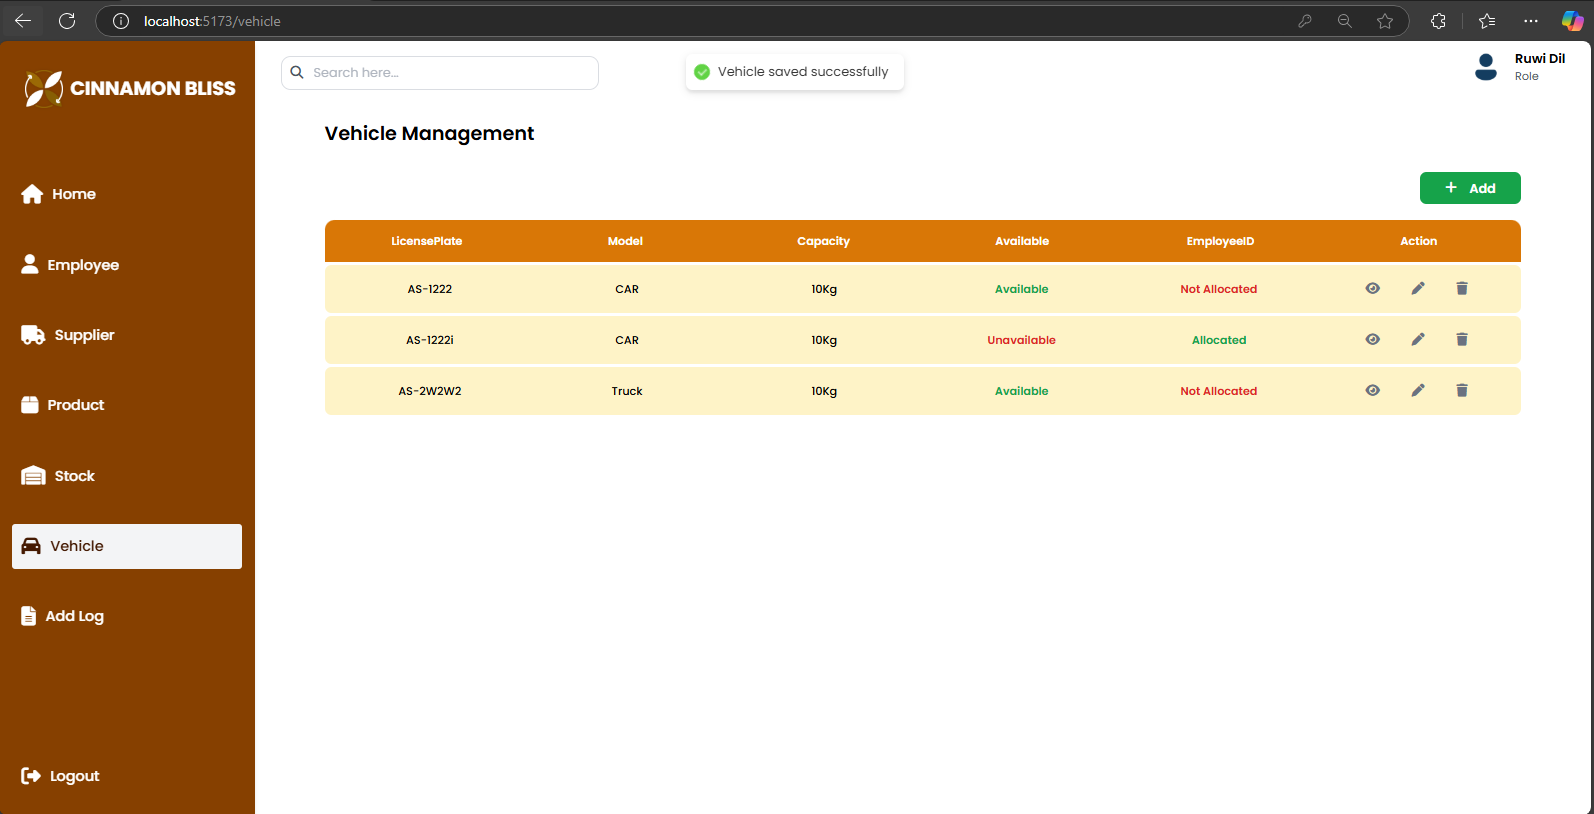 localhost:5173/vehicle
CINNAMON BLISS
Home
Employee
Supplier
Product
Stock
Vehicle
Add Log
Logout
Search here...
Vehicle saved successfully
Ruwi Dil
Role
Vehicle Management
+ Add
LicensePlate Model Capacity Available EmployeeID Action
AS-1222 CAR 10Kg Available Not Allocated
AS-1222i CAR 10Kg Unavailable Allocated
AS-2W2W2 Truck 10Kg Available Not Allocated